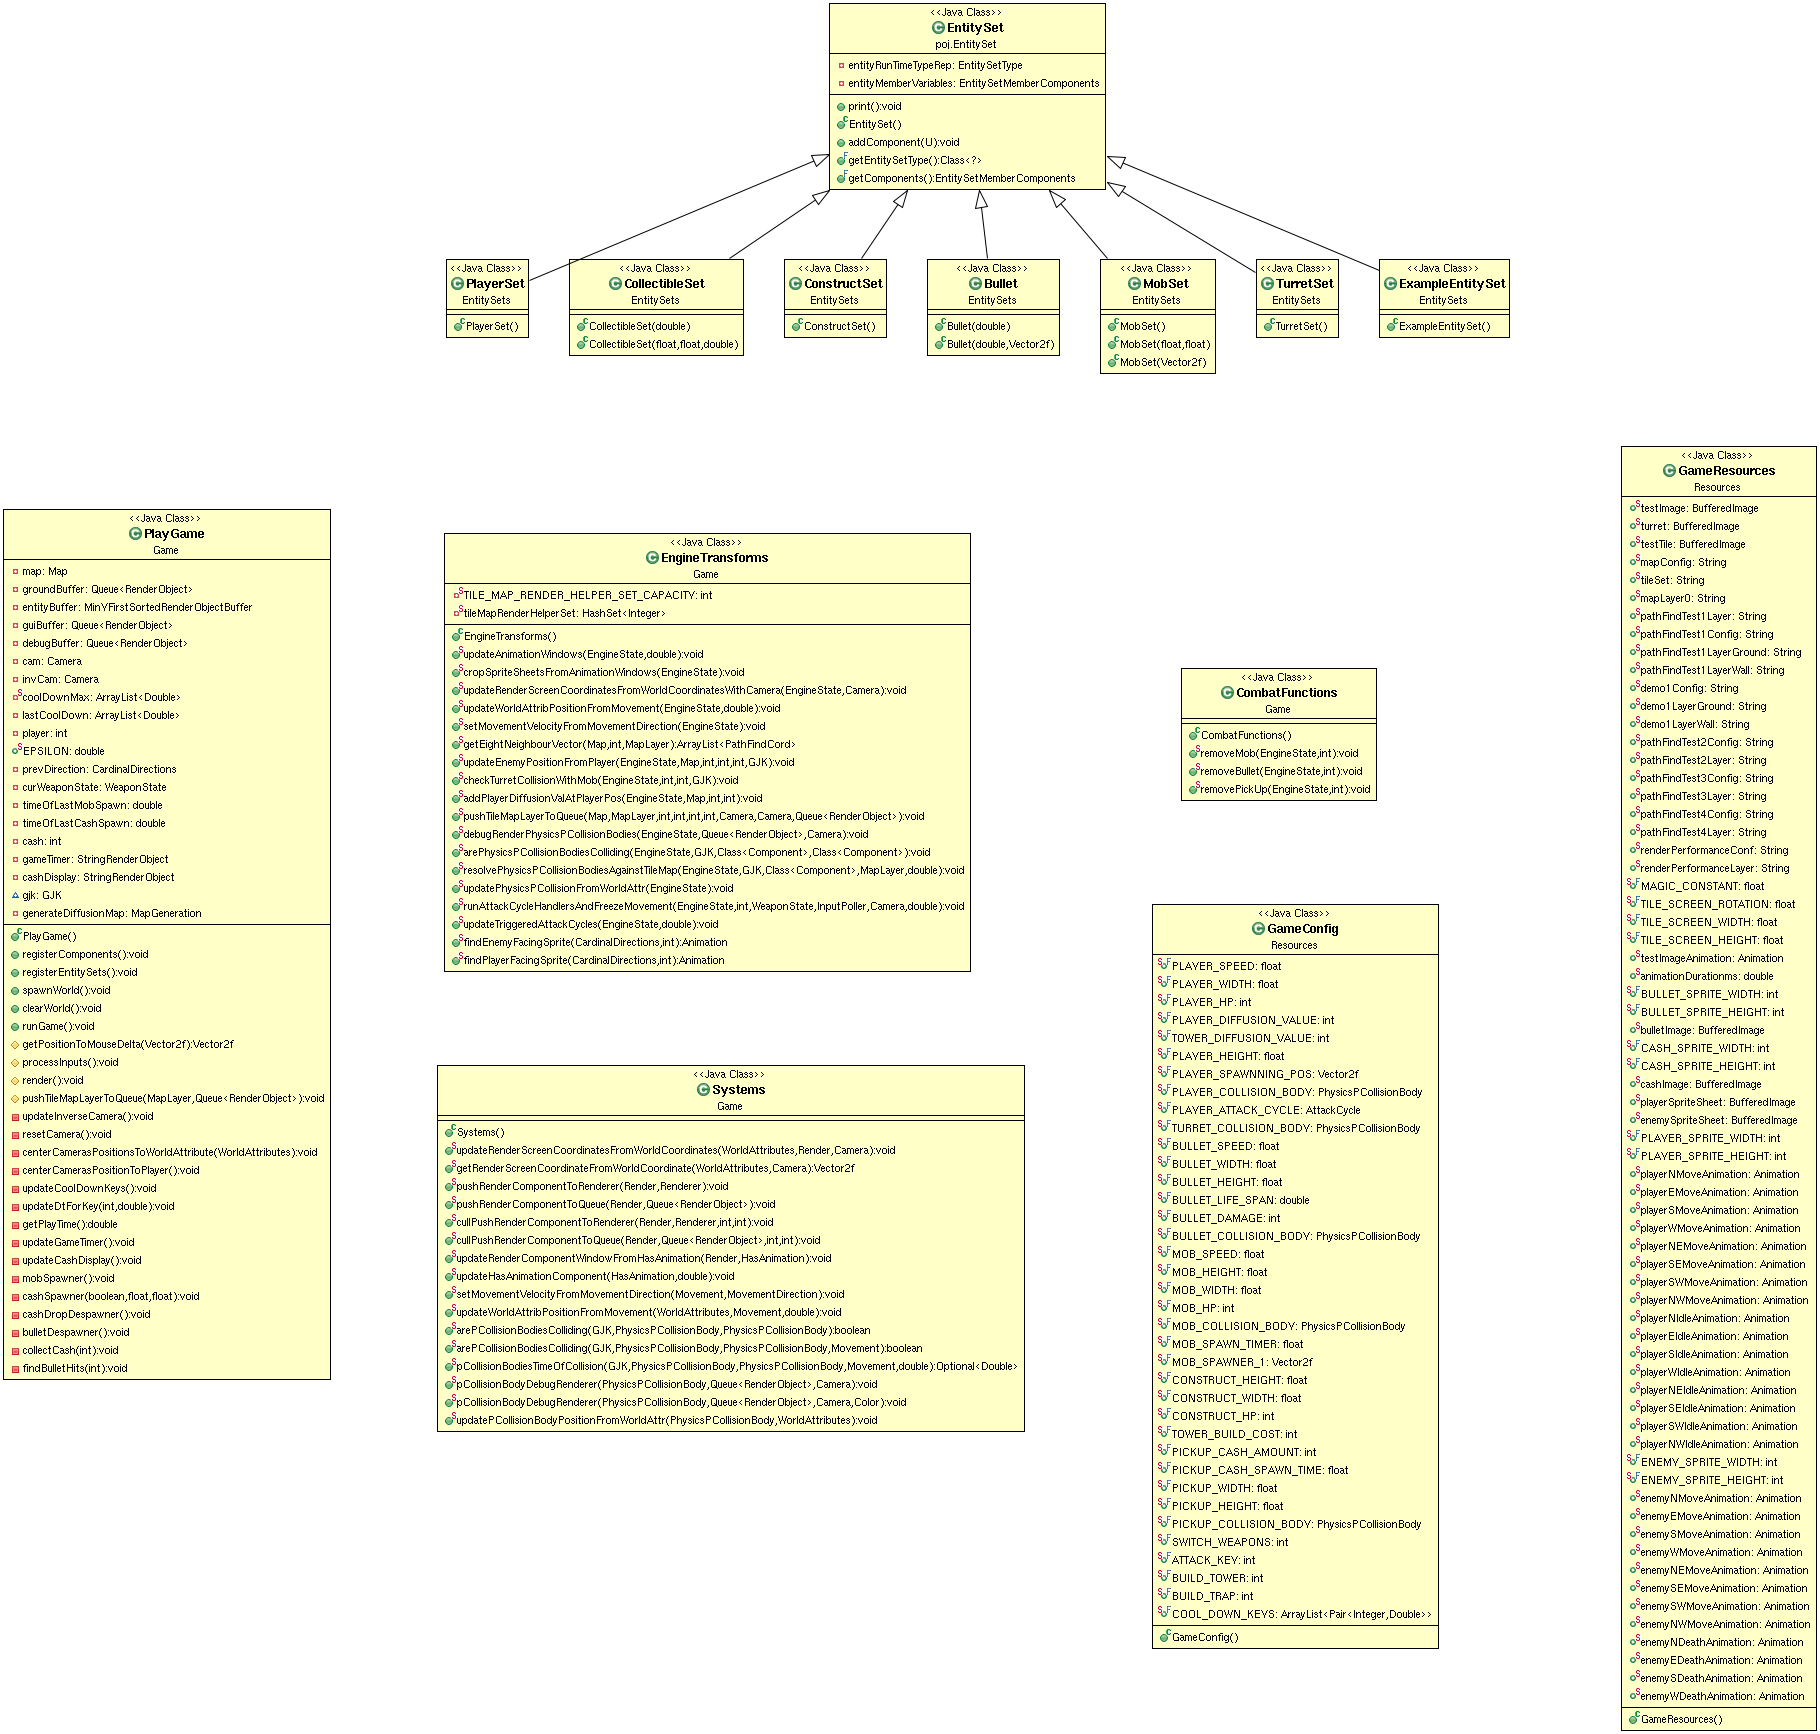 <<Java Class>>
EntitySet
poj.EntitySet
entityRunTimeTypeRep: EntitySetType
entityMemberVariables: EntitySetMemberComponents
print():void
EntitySet()
addComponent(U):void
getEntitySetType():Class<?>
getComponents():EntitySetMemberComponents
<<Java Class>>
PlayerSet
EntitySets
PlayerSet()
<<Java Class>>
CollectibleSet
EntitySets
CollectibleSet(double)
CollectibleSet(float,float,double)
<<Java Class>>
ConstructSet
EntitySets
ConstructSet()
<<Java Class>>
Bullet
EntitySets
Bullet(double)
Bullet(double,Vector2f)
<<Java Class>>
MobSet
EntitySets
MobSet()
MobSet(float,float)
MobSet(Vector2f)
<<Java Class>>
TurretSet
EntitySets
TurretSet()
<<Java Class>>
ExampleEntitySet
EntitySets
ExampleEntitySet()
<<Java Class>>
PlayGame
Game
map: Map
groundBuffer: Queue<RenderObject>
entityBuffer: MinYFirstSortedRenderObjectBuffer
guiBuffer: Queue<RenderObject>
debugBuffer: Queue<RenderObject>
cam: Camera
invCam: Camera
coolDownMax: ArrayList<Double>
lastCoolDown: ArrayList<Double>
player: int
EPSILON: double
prevDirection: CardinalDirections
curWeaponState: WeaponState
timeOfLastMobSpawn: double
timeOfLastCashSpawn: double
cash: int
gameTimer: StringRenderObject
cashDisplay: StringRenderObject
gjk: GJK
generateDiffusionMap: MapGeneration
PlayGame()
registerComponents():void
registerEntitySets():void
spawnWorld():void
clearWorld():void
runGame():void
getPositionToMouseDelta(Vector2f):Vector2f
processInputs():void
render():void
pushTileMapLayerToQueue(MapLayer,Queue<RenderObject>):void
updateInverseCamera():void
resetCamera():void
centerCamerasPositionsToWorldAttribute(WorldAttributes):void
centerCamerasPositionToPlayer():void
updateCoolDownKeys():void
updateDtForKey(int,double):void
getPlayTime():double
updateGameTimer():void
updateCashDisplay():void
mobSpawner():void
cashSpawner(boolean,float,float):void
cashDropDespawner():void
bulletDespawner():void
collectCash(int):void
findBulletHits(int):void
<<Java Class>>
EngineTransforms
Game
TILE_MAP_RENDER_HELPER_SET_CAPACITY: int
tileMapRenderHelperSet: HashSet<Integer>
EngineTransforms()
updateAnimationWindows(EngineState,double):void
cropSpriteSheetsFromAnimationWindows(EngineState):void
updateRenderScreenCoordinatesFromWorldCoordinatesWithCamera(EngineState,Camera):void
updateWorldAttribPositionFromMovement(EngineState,double):void
setMovementVelocityFromMovementDirection(EngineState):void
getEightNeighbourVector(Map,int,MapLayer):ArrayList<PathFindCord>
updateEnemyPositionFromPlayer(EngineState,Map,int,int,int,GJK):void
checkTurretCollisionWithMob(EngineState,int,int,GJK):void
addPlayerDiffusionValAtPlayerPos(EngineState,Map,int,int):void
pushTileMapLayerToQueue(Map,MapLayer,int,int,int,int,Camera,Camera,Queue<RenderObject>):void
debugRenderPhysicsPCollisionBodies(EngineState,Queue<RenderObject>,Camera):void
arePhysicsPCollisionBodiesColliding(EngineState,GJK,Class<Component>,Class<Component>):void
resolvePhysicsPCollisionBodiesAgainstTileMap(EngineState,GJK,Class<Component>,MapLayer,double):void
updatePhysicsPCollisionFromWorldAttr(EngineState):void
runAttackCycleHandlersAndFreezeMovement(EngineState,int,WeaponState,InputPoller,Camera,double):void
updateTriggeredAttackCycles(EngineState,double):void
findEnemyFacingSprite(CardinalDirections,int):Animation
findPlayerFacingSprite(CardinalDirections,int):Animation
<<Java Class>>
Systems
Game
Systems()
updateRenderScreenCoordinatesFromWorldCoordinates(WorldAttributes,Render,Camera):void
getRenderScreenCoordinateFromWorldCoordinate(WorldAttributes,Camera):Vector2f
pushRenderComponentToRenderer(Render,Renderer):void
pushRenderComponentToQueue(Render,Queue<RenderObject>):void
cullPushRenderComponentToRenderer(Render,Renderer,int,int):void
cullPushRenderComponentToQueue(Render,Queue<RenderObject>,int,int):void
updateRenderComponentWindowFromHasAnimation(Render,HasAnimation):void
updateHasAnimationComponent(HasAnimation,double):void
setMovementVelocityFromMovementDirection(Movement,MovementDirection):void
updateWorldAttribPositionFromMovement(WorldAttributes,Movement,double):void
arePCollisionBodiesColliding(GJK,PhysicsPCollisionBody,PhysicsPCollisionBody):boolean
arePCollisionBodiesColliding(GJK,PhysicsPCollisionBody,PhysicsPCollisionBody,Movement):boolean
pCollisionBodiesTimeOfCollision(GJK,PhysicsPCollisionBody,PhysicsPCollisionBody,Movement,double):Optional<Double>
pCollisionBodyDebugRenderer(PhysicsPCollisionBody,Queue<RenderObject>,Camera):void
pCollisionBodyDebugRenderer(PhysicsPCollisionBody,Queue<RenderObject>,Camera,Color):void
updatePCollisionBodyPositionFromWorldAttr(PhysicsPCollisionBody,WorldAttributes):void
<<Java Class>>
CombatFunctions
Game
CombatFunctions()
removeMob(EngineState,int):void
removeBullet(EngineState,int):void
removePickUp(EngineState,int):void
<<Java Class>>
GameConfig
Resources
PLAYER_SPEED: float
PLAYER_WIDTH: float
PLAYER_HP: int
PLAYER_DIFFUSION_VALUE: int
TOWER_DIFFUSION_VALUE: int
PLAYER_HEIGHT: float
PLAYER_SPAWNNING_POS: Vector2f
PLAYER_COLLISION_BODY: PhysicsPCollisionBody
PLAYER_ATTACK_CYCLE: AttackCycle
TURRET_COLLISION_BODY: PhysicsPCollisionBody
BULLET_SPEED: float
BULLET_WIDTH: float
BULLET_HEIGHT: float
BULLET_LIFE_SPAN: double
BULLET_DAMAGE: int
BULLET_COLLISION_BODY: PhysicsPCollisionBody
MOB_SPEED: float
MOB_HEIGHT: float
MOB_WIDTH: float
MOB_HP: int
MOB_COLLISION_BODY: PhysicsPCollisionBody
MOB_SPAWN_TIMER: float
MOB_SPAWNER_1: Vector2f
CONSTRUCT_HEIGHT: float
CONSTRUCT_WIDTH: float
CONSTRUCT_HP: int
TOWER_BUILD_COST: int
PICKUP_CASH_AMOUNT: int
PICKUP_CASH_SPAWN_TIME: float
PICKUP_WIDTH: float
PICKUP_HEIGHT: float
PICKUP_COLLISION_BODY: PhysicsPCollisionBody
SWITCH_WEAPONS: int
ATTACK_KEY: int
BUILD_TOWER: int
BUILD_TRAP: int
COOL_DOWN_KEYS: ArrayList<Pair<Integer,Double>>
GameConfig()
<<Java Class>>
GameResources
Resources
testImage: BufferedImage
turret: BufferedImage
testTile: BufferedImage
mapConfig: String
tileSet: String
mapLayer0: String
pathFindTest1Layer: String
pathFindTest1Config: String
pathFindTest1LayerGround: String
pathFindTest1LayerWall: String
demo1Config: String
demo1LayerGround: String
demo1LayerWall: String
pathFindTest2Config: String
pathFindTest2Layer: String
pathFindTest3Config: String
pathFindTest3Layer: String
pathFindTest4Config: String
pathFindTest4Layer: String
renderPerformanceConf: String
renderPerformanceLayer: String
MAGIC_CONSTANT: float
TILE_SCREEN_ROTATION: float
TILE_SCREEN_WIDTH: float
TILE_SCREEN_HEIGHT: float
testImageAnimation: Animation
animationDurationms: double
BULLET_SPRITE_WIDTH: int
BULLET_SPRITE_HEIGHT: int
bulletImage: BufferedImage
CASH_SPRITE_WIDTH: int
CASH_SPRITE_HEIGHT: int
cashImage: BufferedImage
playerSpriteSheet: BufferedImage
enemySpriteSheet: BufferedImage
PLAYER_SPRITE_WIDTH: int
PLAYER_SPRITE_HEIGHT: int
playerNMoveAnimation: Animation
playerEMoveAnimation: Animation
playerSMoveAnimation: Animation
playerWMoveAnimation: Animation
playerNEMoveAnimation: Animation
playerSEMoveAnimation: Animation
playerSWMoveAnimation: Animation
playerNWMoveAnimation: Animation
playerNIdleAnimation: Animation
playerEIdleAnimation: Animation
playerSIdleAnimation: Animation
playerWIdleAnimation: Animation
playerNEIdleAnimation: Animation
playerSEIdleAnimation: Animation
playerSWIdleAnimation: Animation
playerNWIdleAnimation: Animation
ENEMY_SPRITE_WIDTH: int
ENEMY_SPRITE_HEIGHT: int
enemyNMoveAnimation: Animation
enemyEMoveAnimation: Animation
enemySMoveAnimation: Animation
enemyWMoveAnimation: Animation
enemyNEMoveAnimation: Animation
enemySEMoveAnimation: Animation
enemySWMoveAnimation: Animation
enemyNWMoveAnimation: Animation
enemyNDeathAnimation: Animation
enemyEDeathAnimation: Animation
enemySDeathAnimation: Animation
enemyWDeathAnimation: Animation
GameResources()